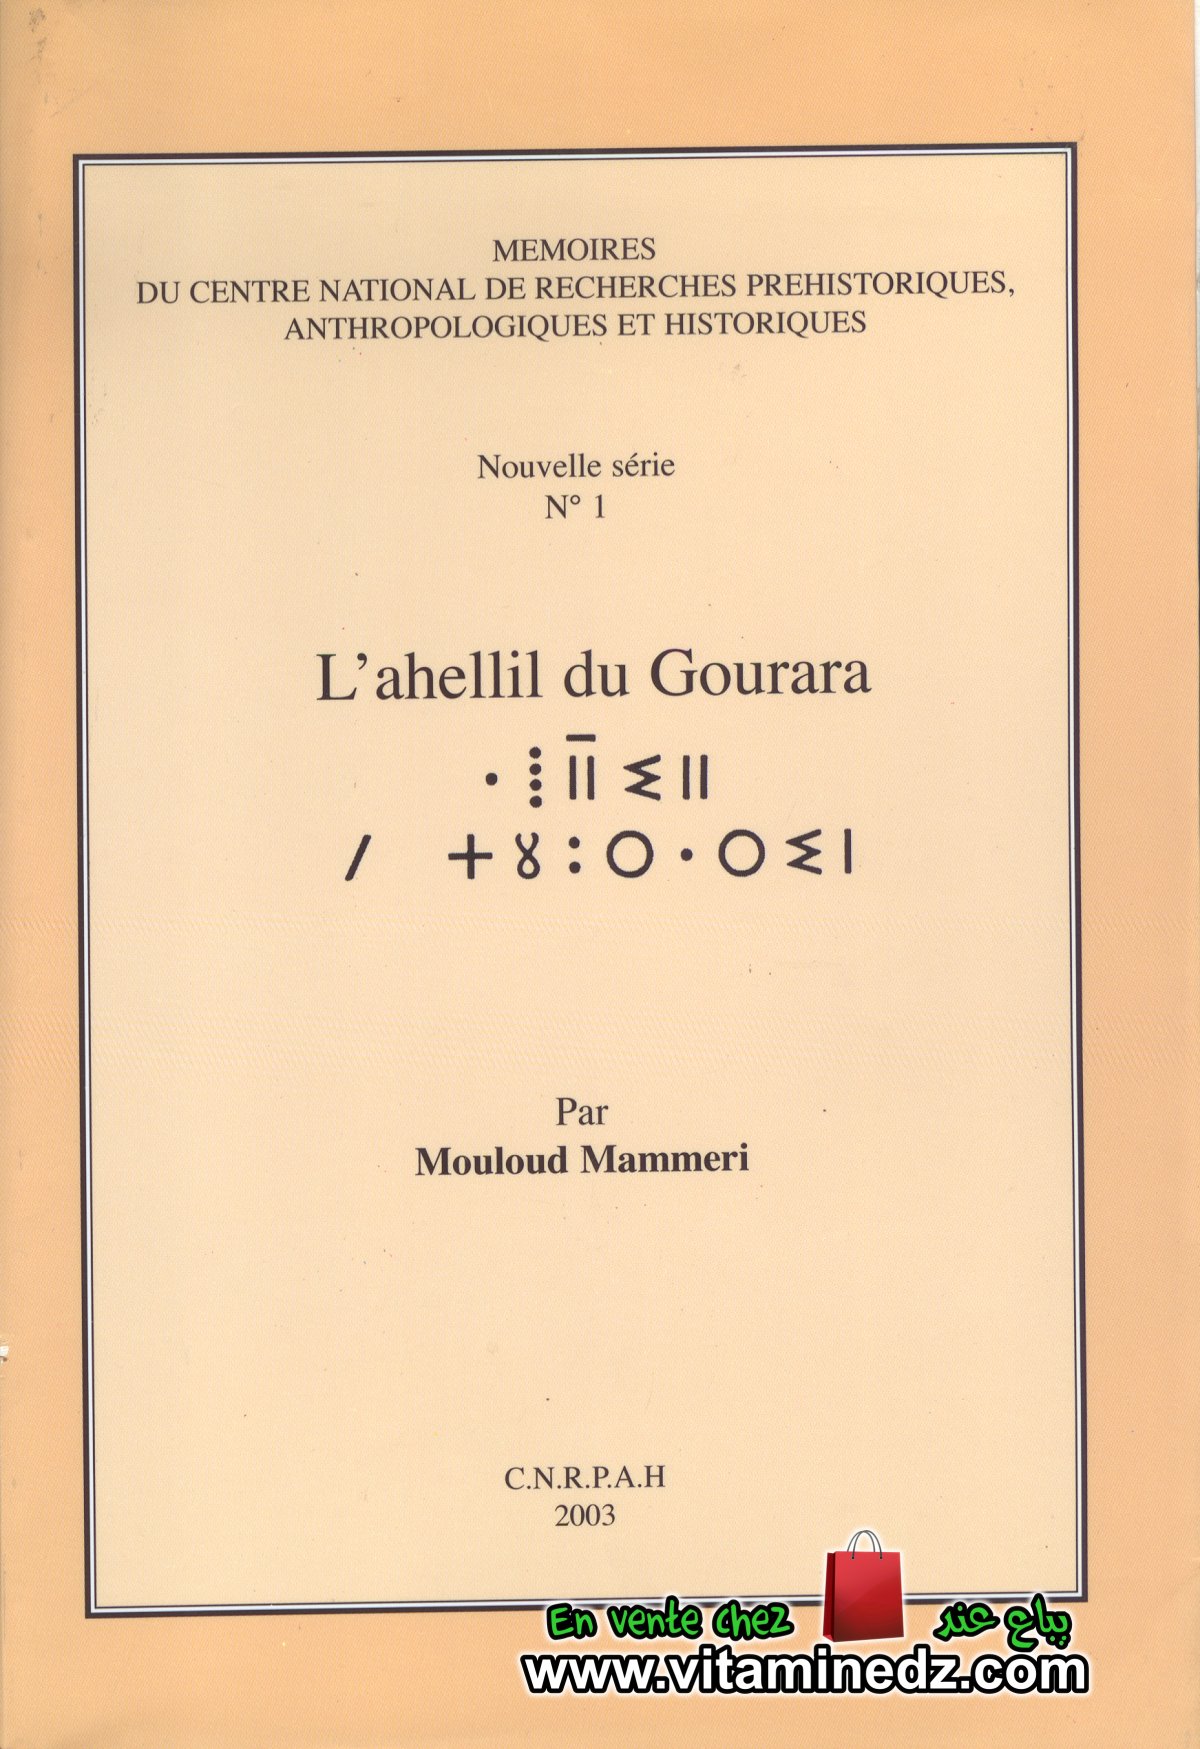 MEMOIRES
DU CENTRE NATIONAL DE RECHERCHES PREHISTORIQUES,
ANTHROPOLOGIQUES ET HISTORIQUES
Nouvelle série
N° 1
L'ahellil du Gourara
ⴰ ⵂ ⵍ̅ ⵉ ⵍ
/ ⵜ ⴳ ⵓ ⵔ ⴰ ⵔ ⵉ ⵏ
Par
Mouloud Mammeri
C.N.R.P.A.H
2003
En vente chez يباع عند
www.vitaminedz.com